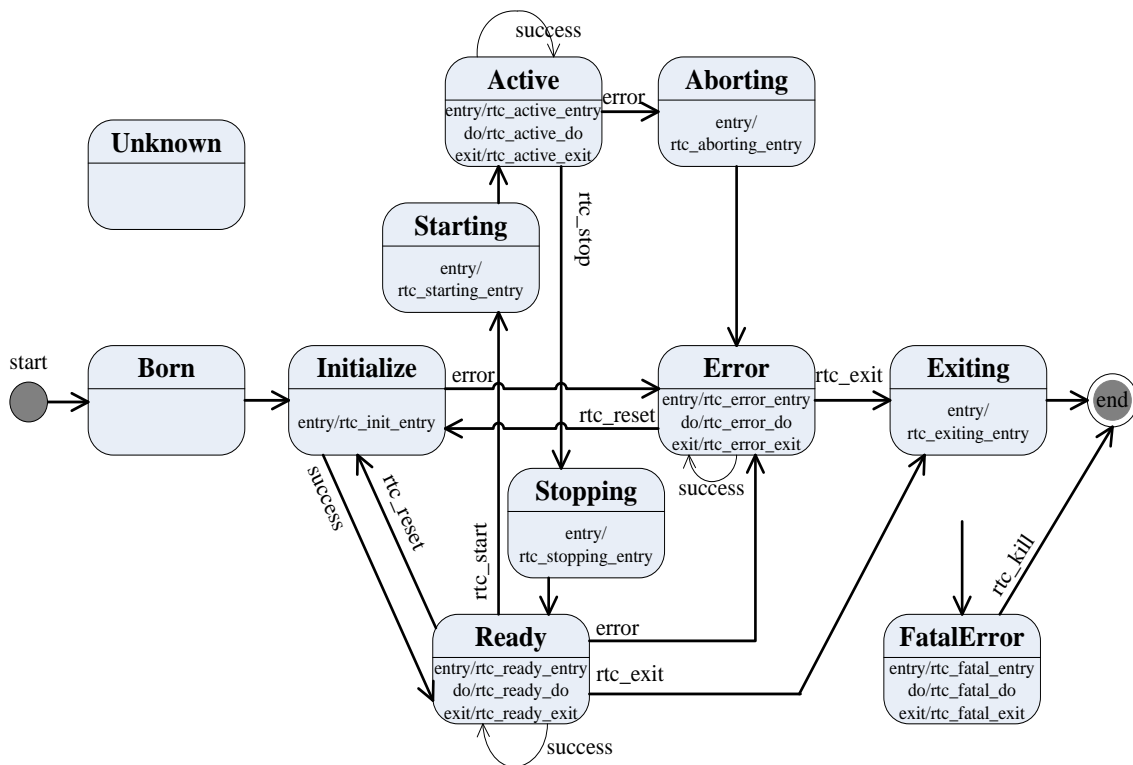 success
Active
entry/rtc_active_entry
do/rtc_active_do
exit/rtc_active_exit
error
Aborting
entry/
rtc_aborting_entry
Unknown
Starting
entry/
rtc_starting_entry
rtc_stop
start
Born
Initialize
entry/rtc_init_entry
error
rtc_reset
Error
entry/rtc_error_entry
do/rtc_error_do
exit/rtc_error_exit
success
rtc_exit
Exiting
entry/
rtc_exiting_entry
end
success
rtc_reset
rtc_start
Stopping
entry/
rtc_stopping_entry
Ready
entry/rtc_ready_entry
do/rtc_ready_do
exit/rtc_ready_exit
success
error
rtc_exit
rtc_kill
FatalError
entry/rtc_fatal_entry
do/rtc_fatal_do
exit/rtc_fatal_exit